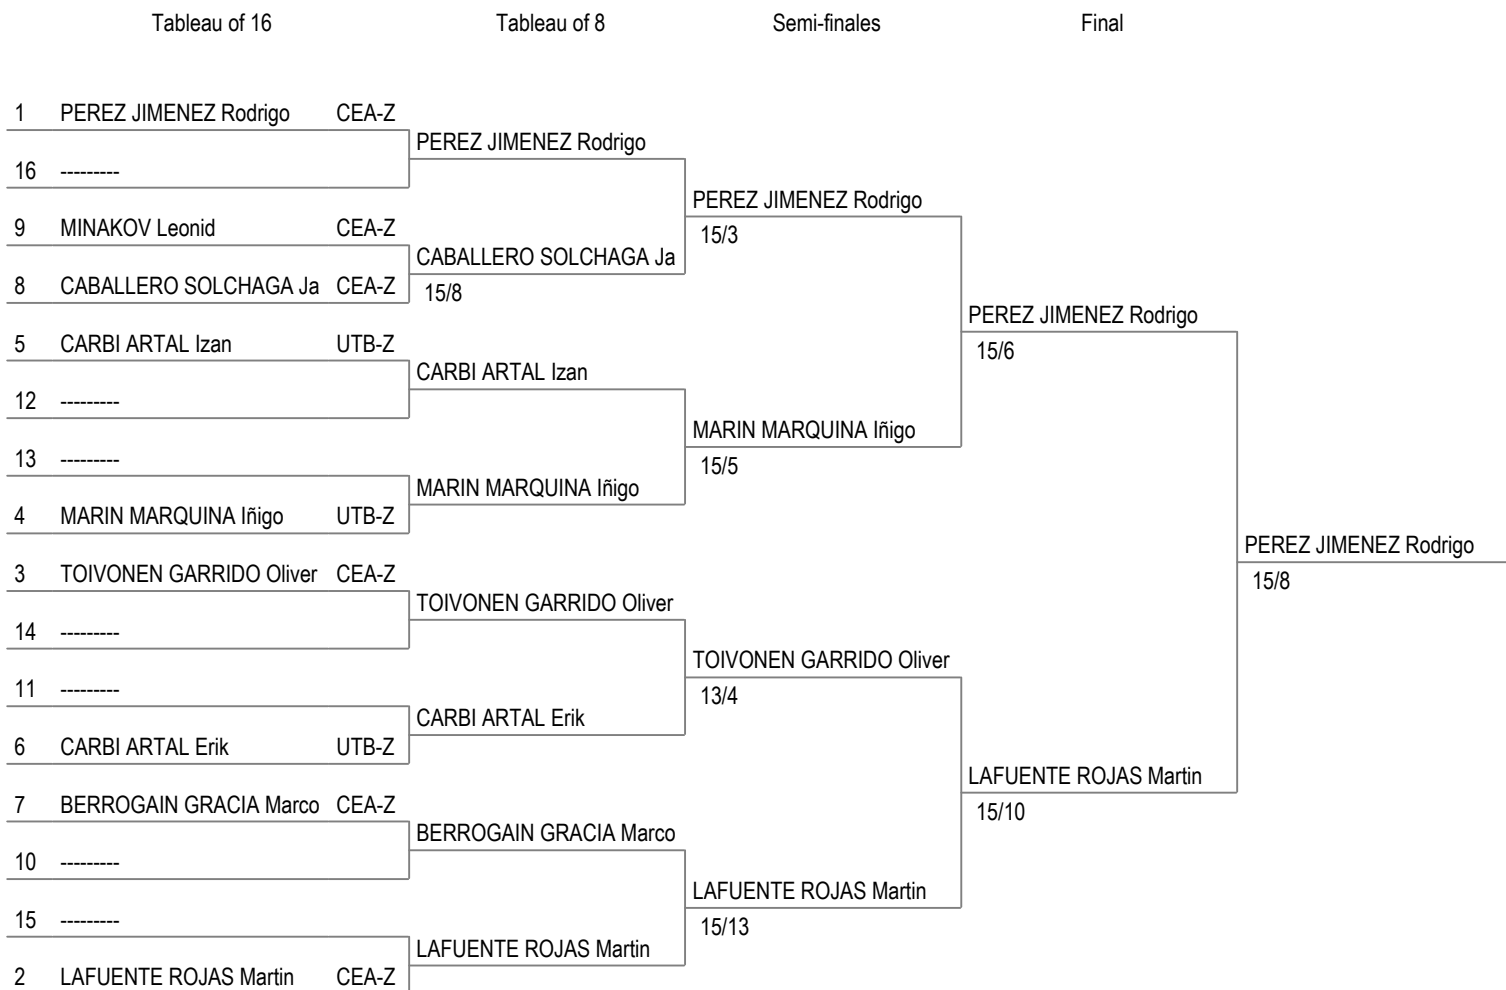 Tableau of 16 Tableau of 8 Semi-finales Final
1 PEREZ JIMENEZ Rodrigo CEA-Z
PEREZ JIMENEZ Rodrigo
16 ---------
PEREZ JIMENEZ Rodrigo
9 MINAKOV Leonid CEA-Z
15/3
CABALLERO SOLCHAGA Ja
8 CABALLERO SOLCHAGA Ja CEA-Z
15/8
PEREZ JIMENEZ Rodrigo
5 CARBI ARTAL Izan UTB-Z
15/6
CARBI ARTAL Izan
12 ---------
MARIN MARQUINA Iñigo
13 ---------
15/5
MARIN MARQUINA Iñigo
4 MARIN MARQUINA Iñigo UTB-Z
PEREZ JIMENEZ Rodrigo
3 TOIVONEN GARRIDO Oliver CEA-Z
15/8
TOIVONEN GARRIDO Oliver
14 ---------
TOIVONEN GARRIDO Oliver
11 ---------
13/4
CARBI ARTAL Erik
6 CARBI ARTAL Erik UTB-Z
LAFUENTE ROJAS Martin
7 BERROGAIN GRACIA Marco CEA-Z
15/10
BERROGAIN GRACIA Marco
10 ---------
LAFUENTE ROJAS Martin
15 ---------
15/13
LAFUENTE ROJAS Martin
2 LAFUENTE ROJAS Martin CEA-Z